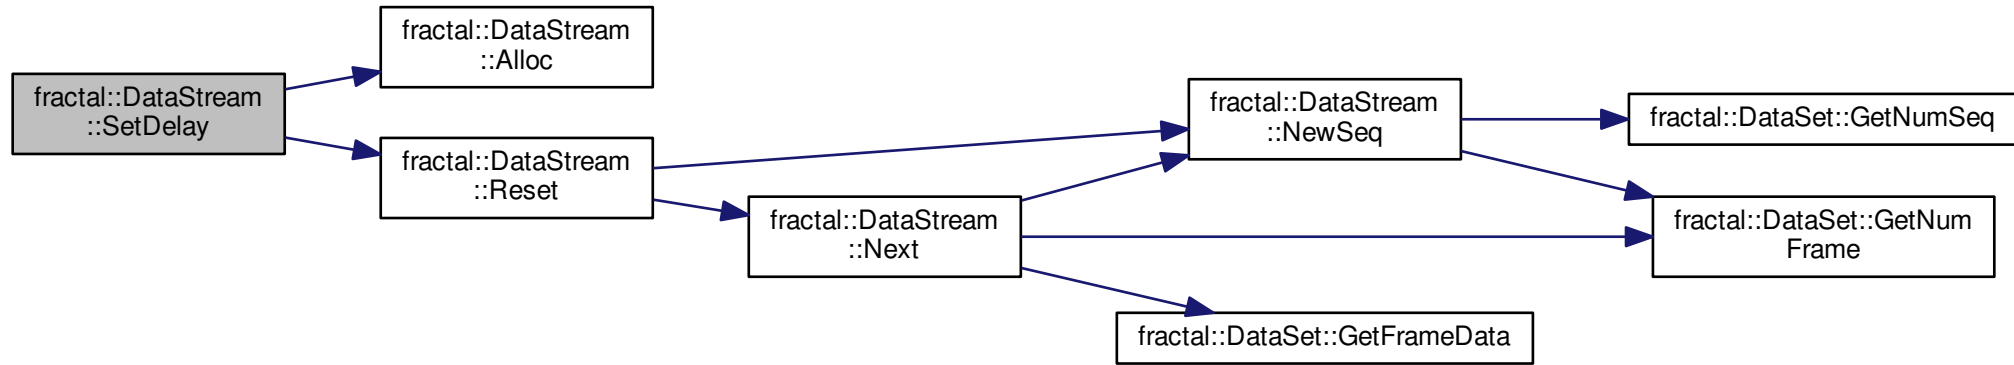 fractal::DataStream
::SetDelay
fractal::DataStream
::Alloc
fractal::DataStream
::Reset
fractal::DataStream
::Next
fractal::DataStream
::NewSeq
fractal::DataSet::GetFrameData
fractal::DataSet::GetNumSeq
fractal::DataSet::GetNum
Frame